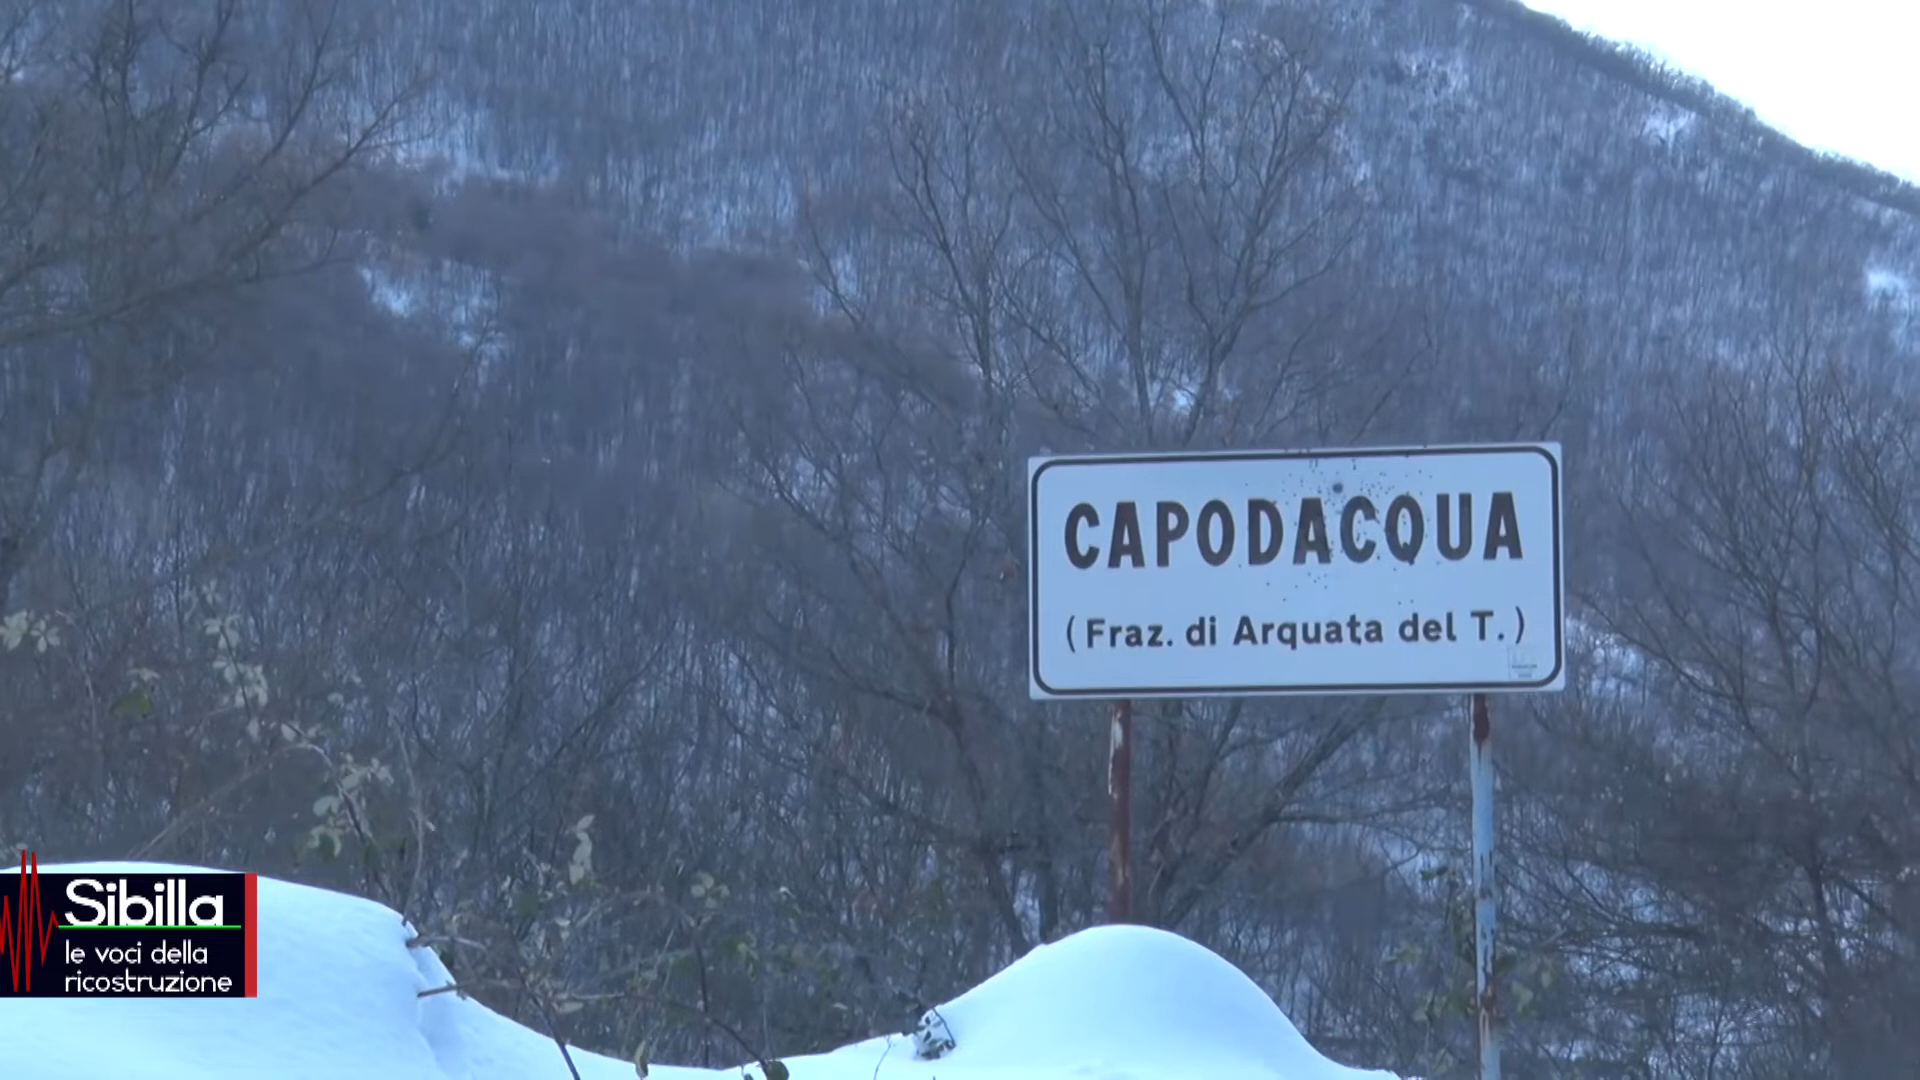 CAPODACQUA
(Fraz. di Arquata del T.)
Sibilla
le voci della
ricostruzione